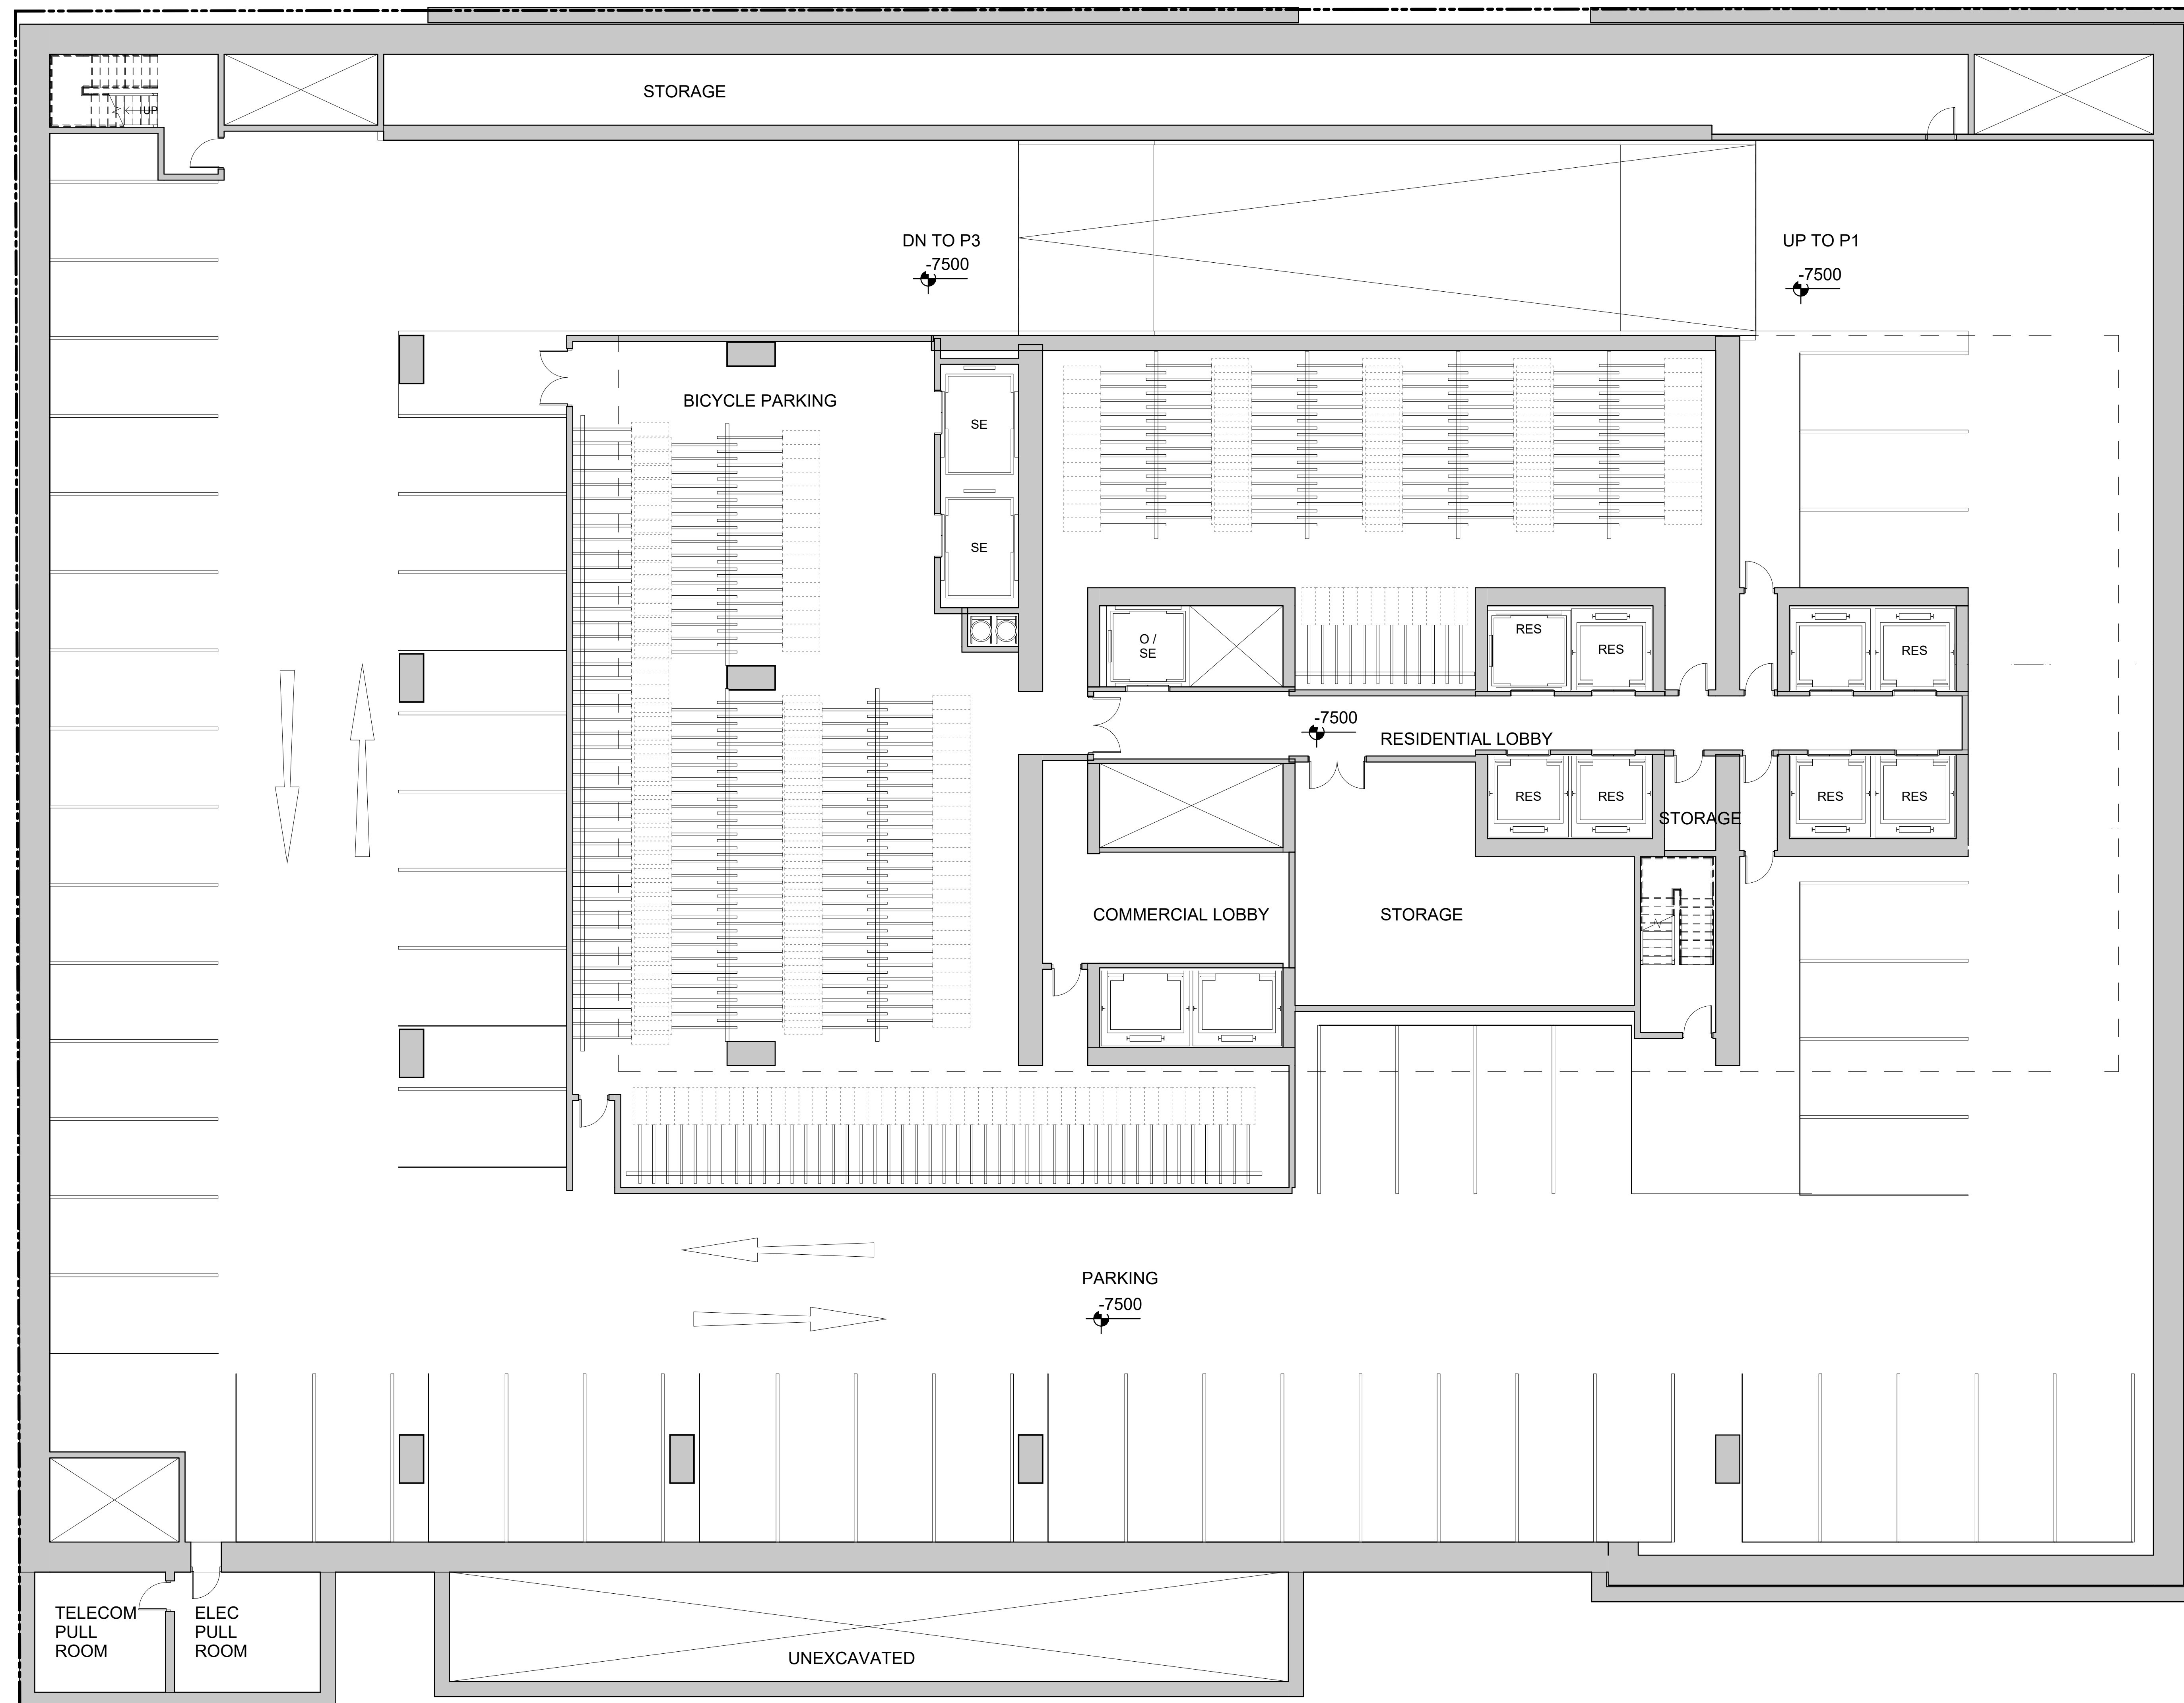 STORAGE
UP
DN TO P3
-7500
UP TO P1
-7500
BICYCLE PARKING
SE
SE
O /
SE
RES
RES
RES
-7500
RESIDENTIAL LOBBY
RES
RES
RES
RES
STORAGE
COMMERCIAL LOBBY
STORAGE
PARKING
-7500
TELECOM
PULL
ROOM
ELEC
PULL
ROOM
UNEXCAVATED